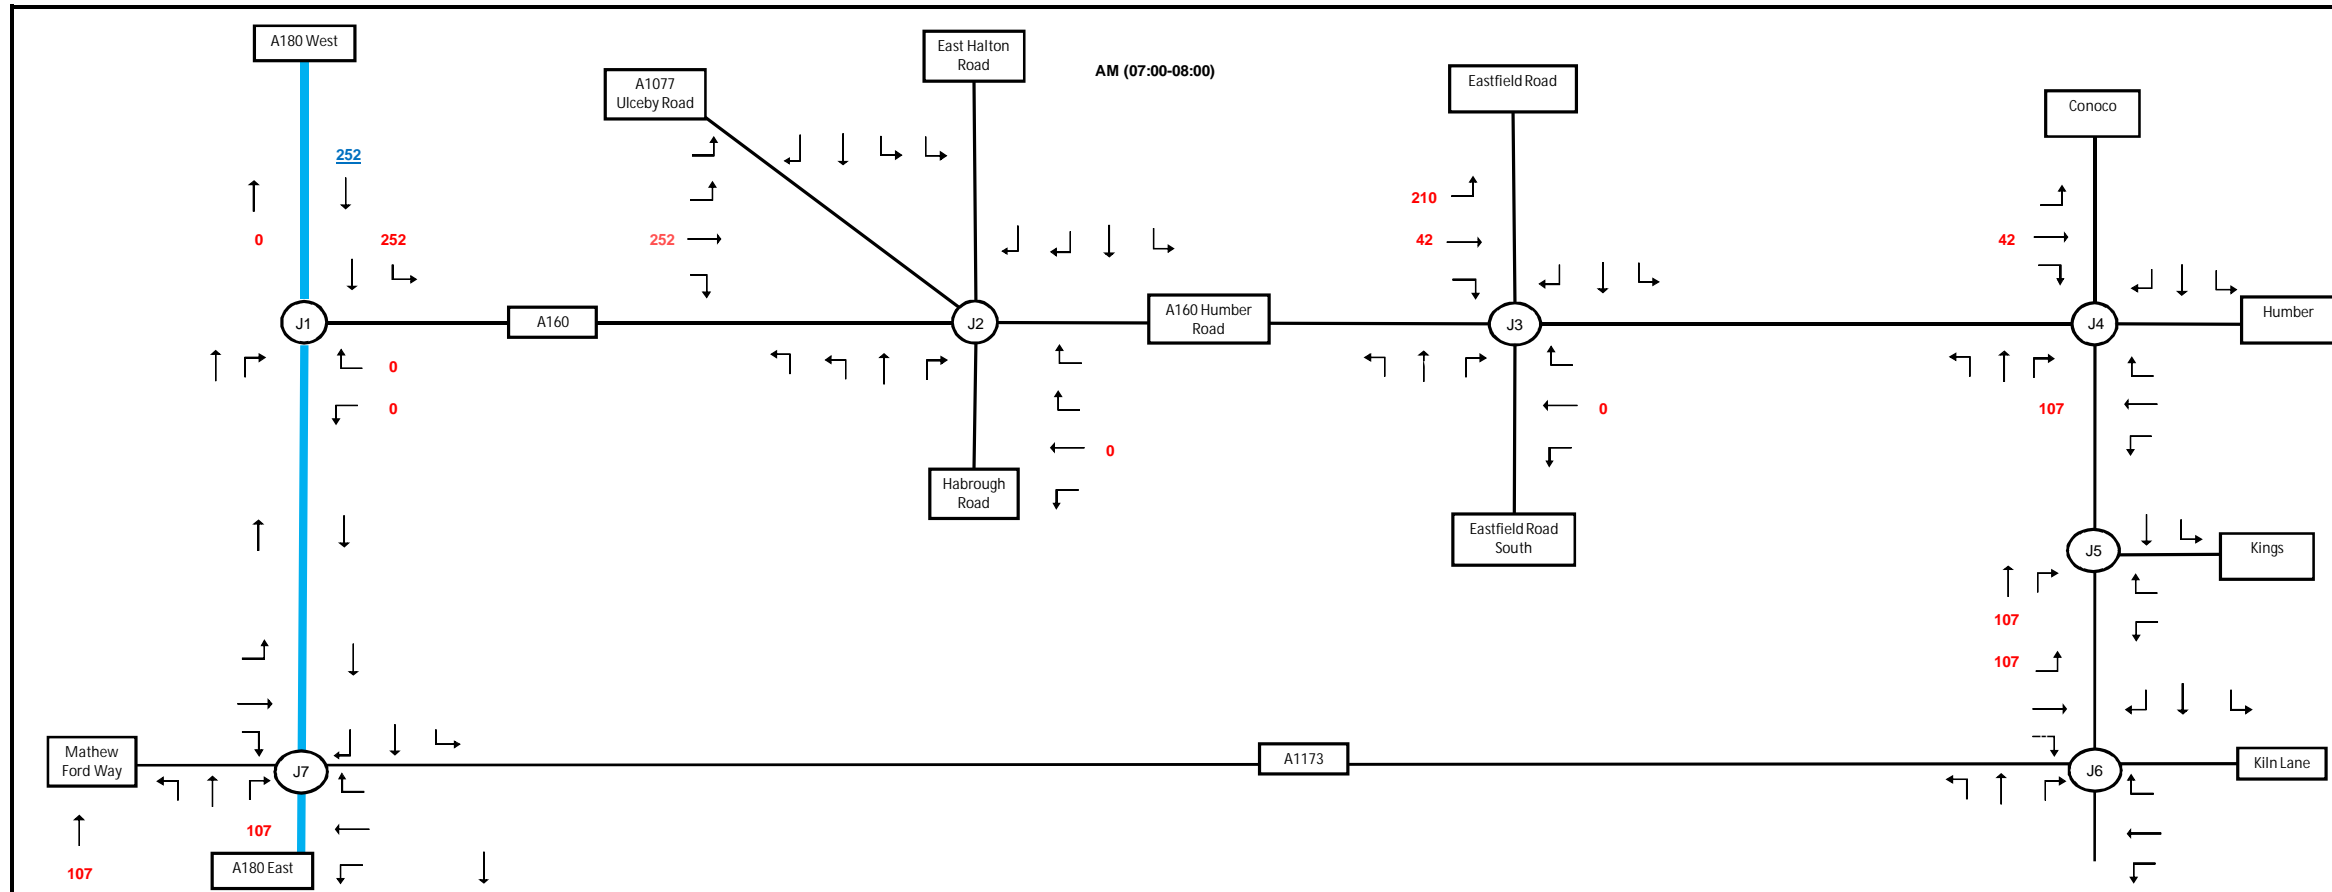 A180 West
East Halton
Road
AM (07:00-08:00)
A1077
Ulceby Road
Eastfield Road
Conoco
252
210
0
252
252
42
42
J1
A160
J2
A160 Humber
Road
J3
J4
Humber
0
0
107
0
0
Habrough
Road
Eastfield Road
South
J5
Kings
107
107
Mathew
Ford Way
J7
A1173
J6
Kiln Lane
107
A180 East
107